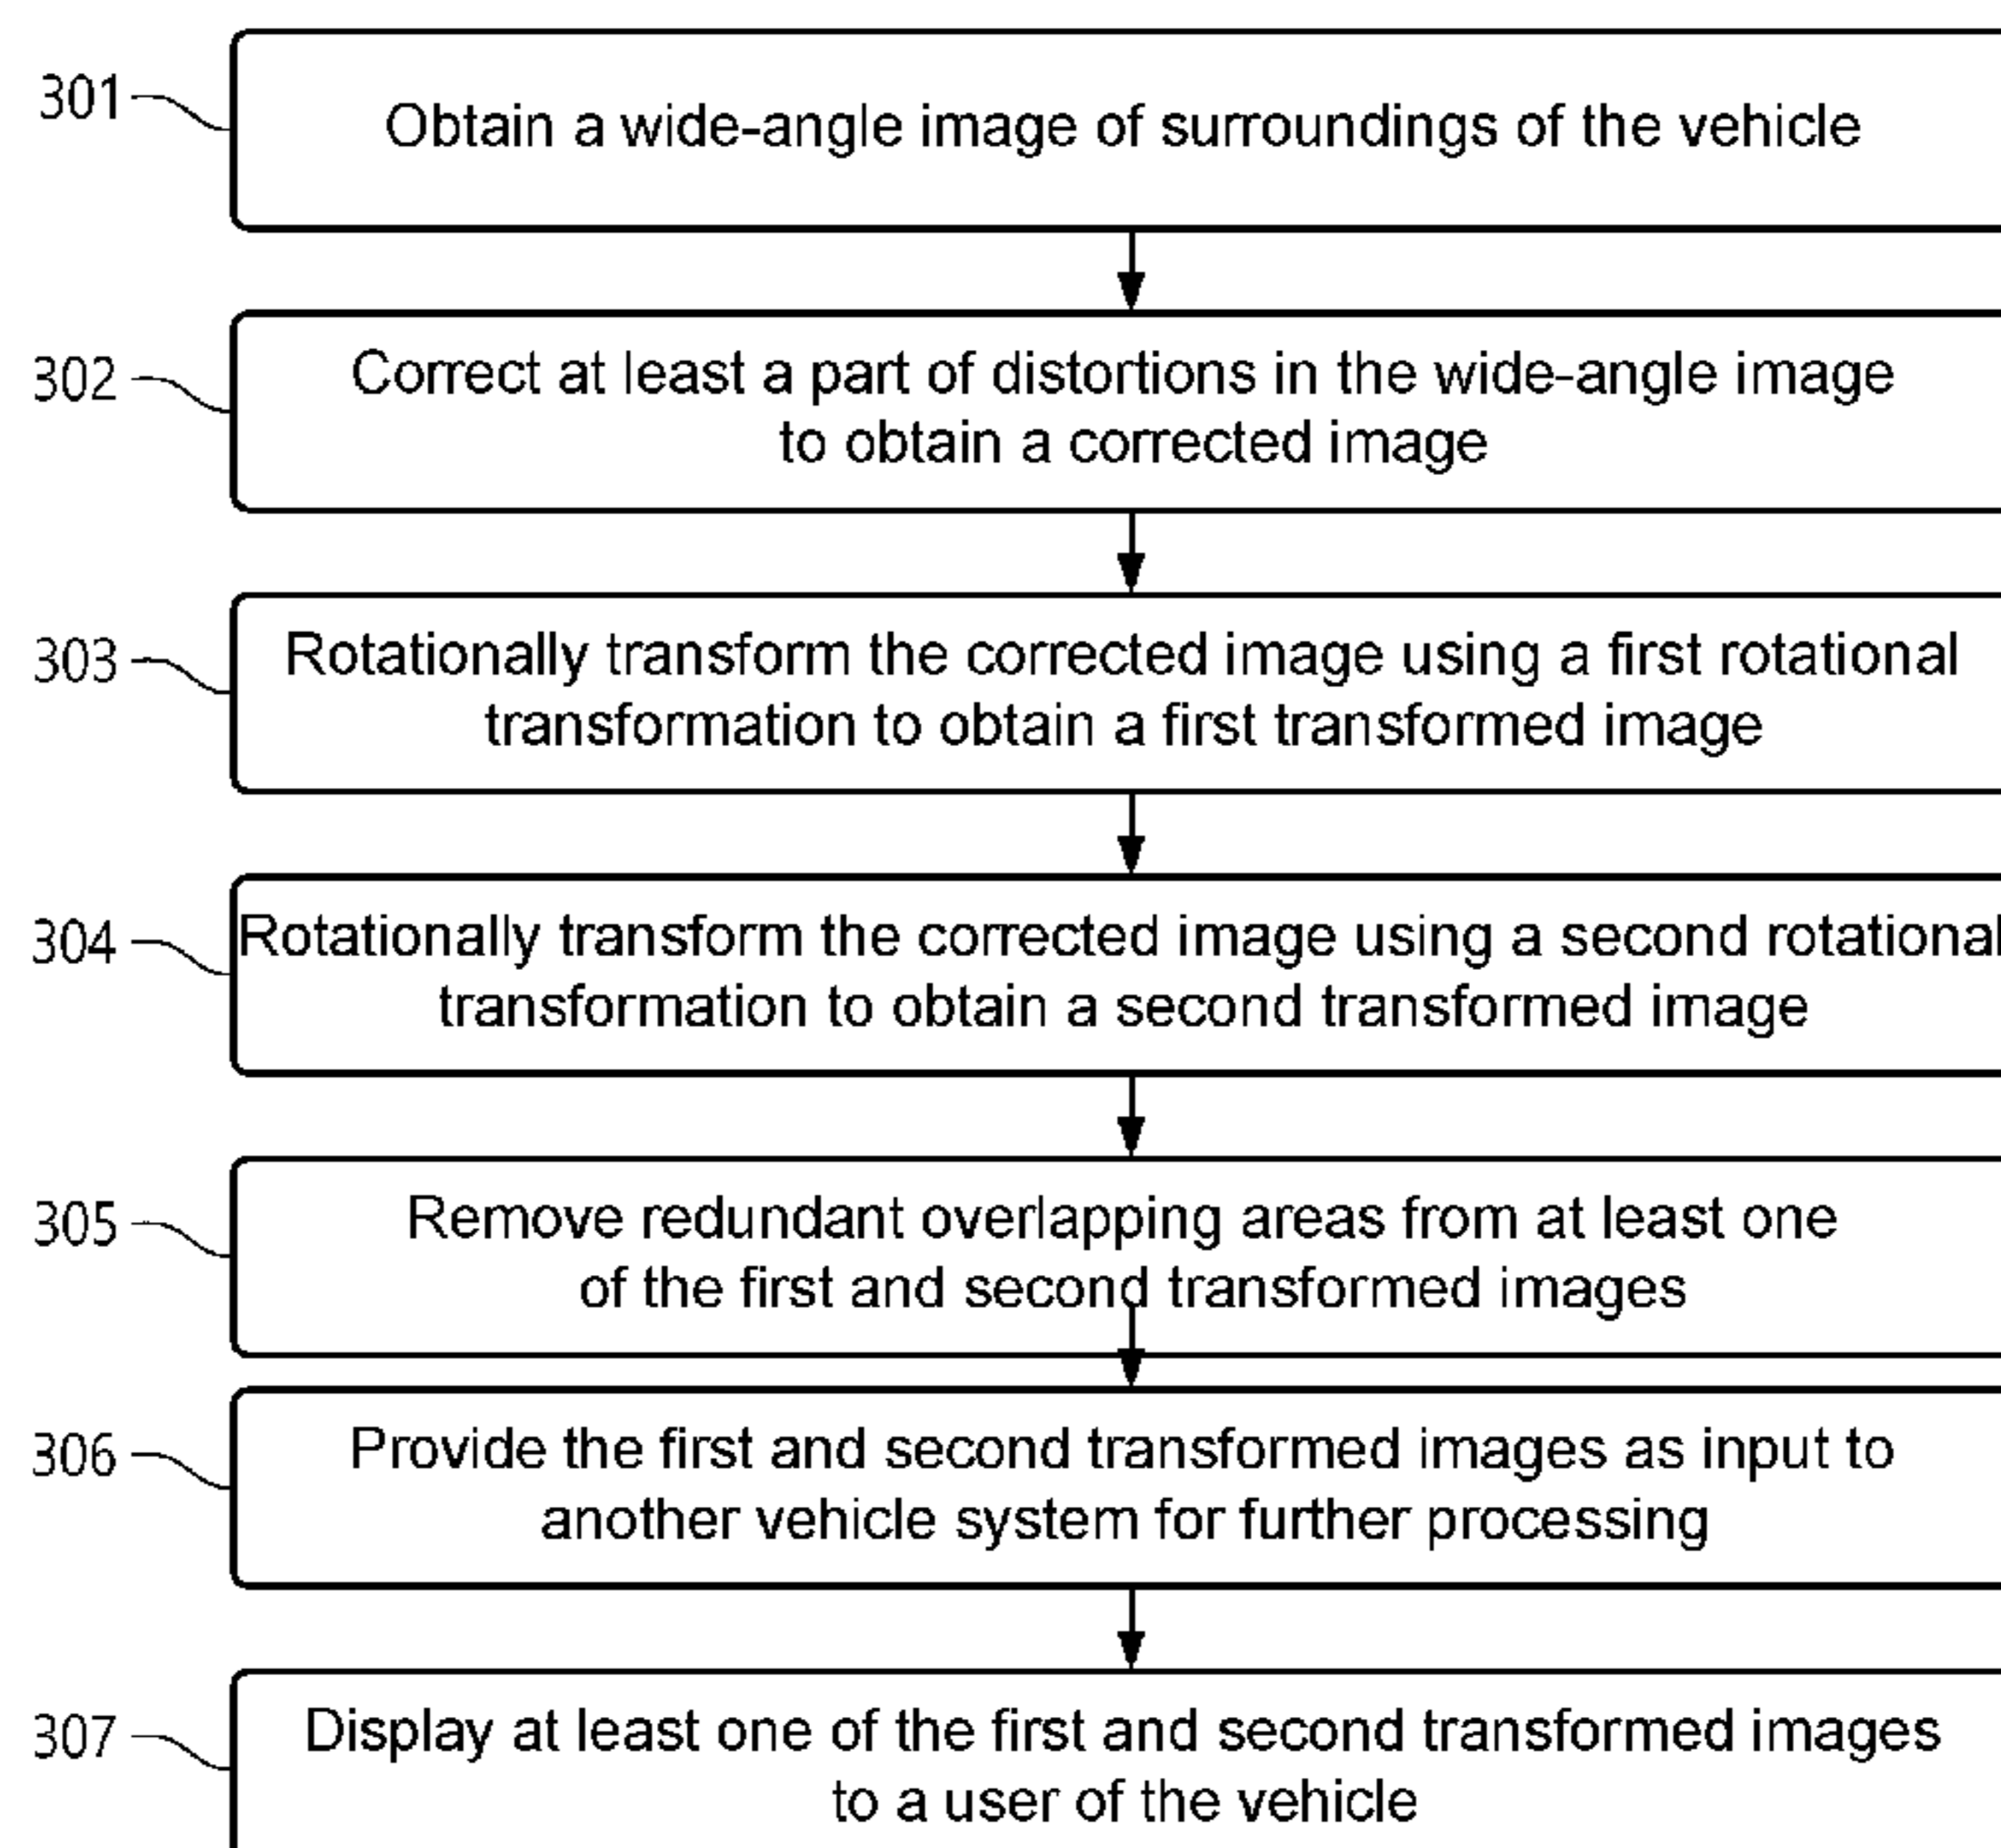 301
Obtain a wide-angle image of surroundings of the vehicle
302
Correct at least a part of distortions in the wide-angle image
to obtain a corrected image
303
Rotationally transform the corrected image using a first rotational
transformation to obtain a first transformed image
304
Rotationally transform the corrected image using a second rotational
transformation to obtain a second transformed image
305
Remove redundant overlapping areas from at least one
of the first and second transformed images
306
Provide the first and second transformed images as input to
another vehicle system for further processing
307
Display at least one of the first and second transformed images
to a user of the vehicle